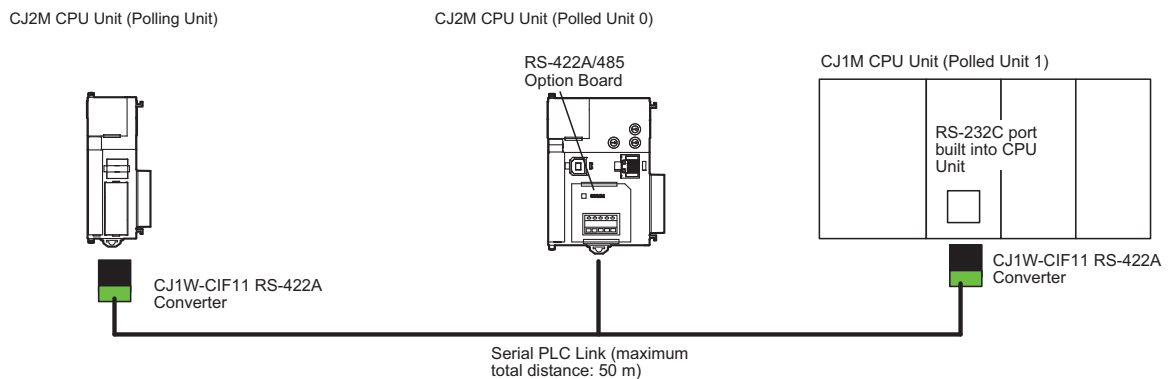 CJ2M CPU Unit (Polling Unit)
CJ2M CPU Unit (Polled Unit 0)
RS-422A/485
Option Board
CJ1M CPU Unit (Polled Unit 1)
RS-232C port
built into CPU
Unit
CJ1W-CIF11 RS-422A
Converter
CJ1W-CIF11 RS-422A
Converter
Serial PLC Link (maximum
total distance: 50 m)